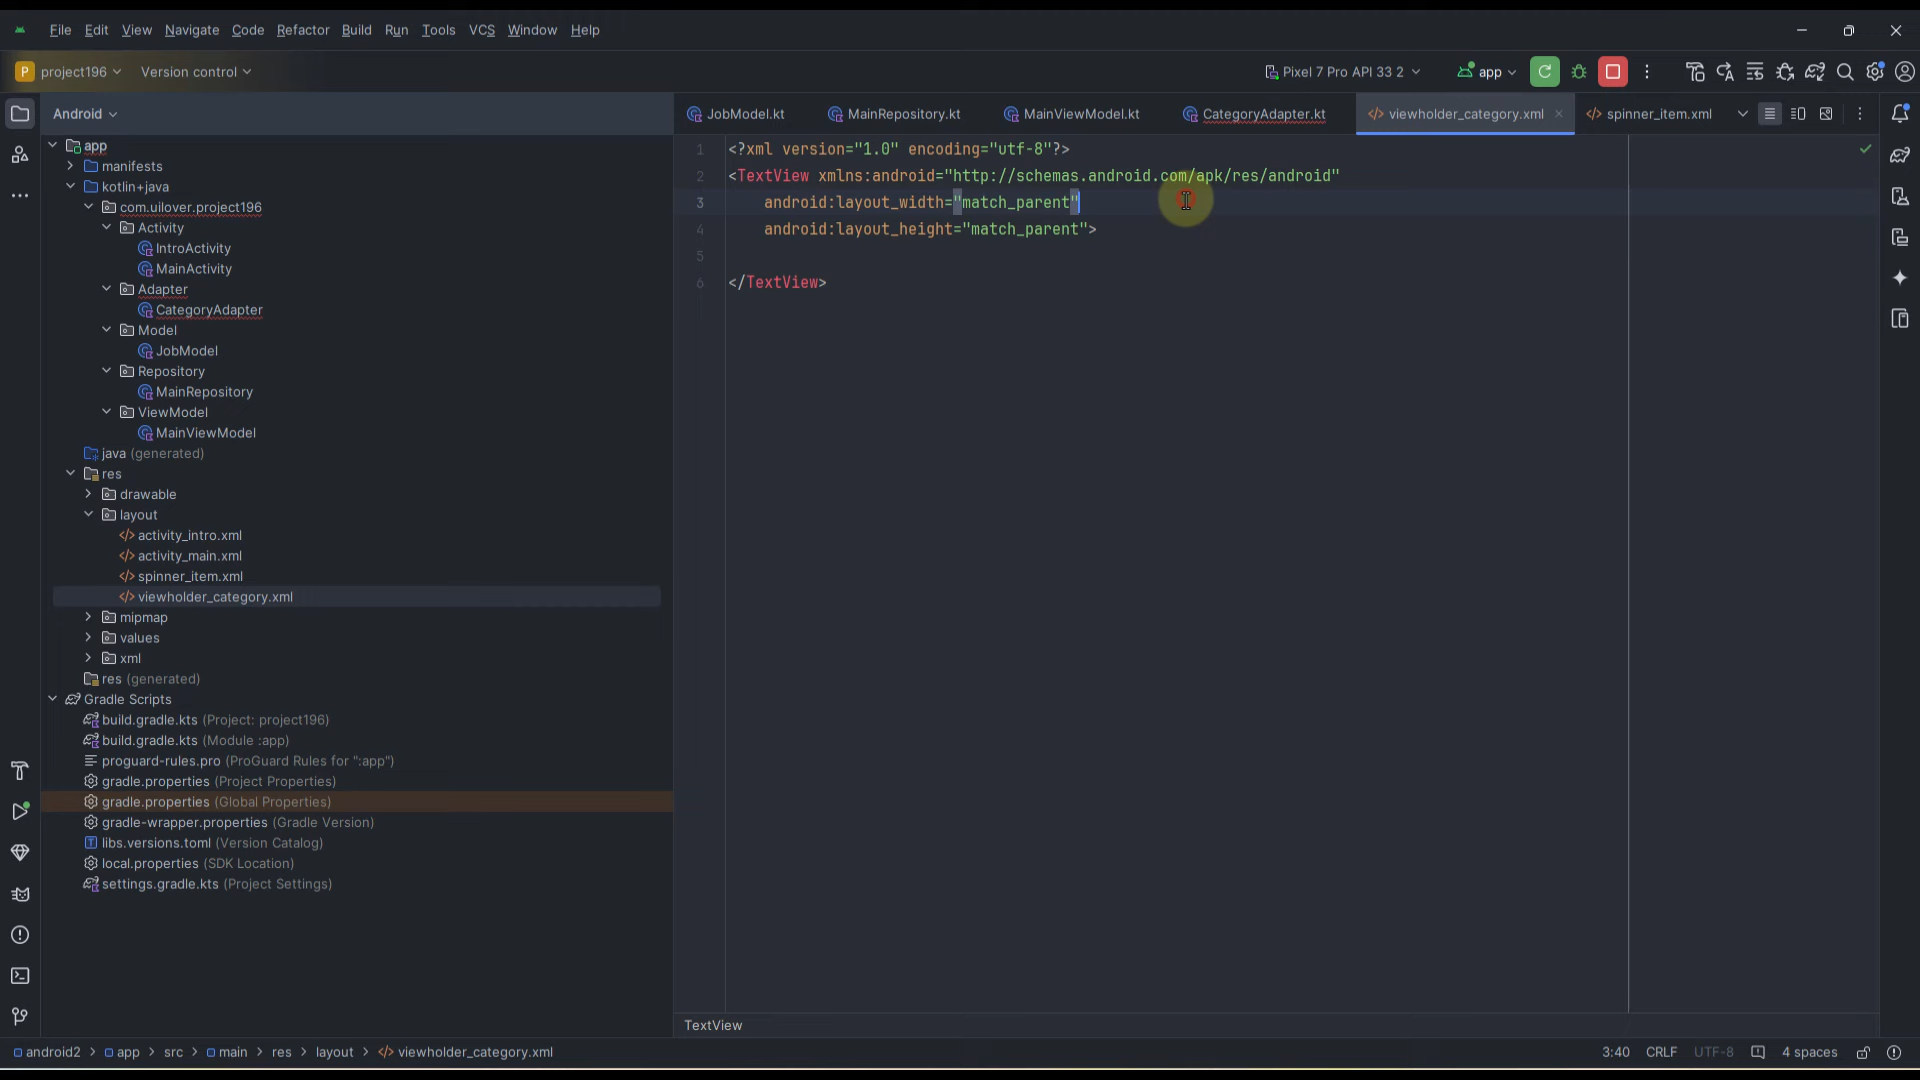 File Edit View Navigate Code Refactor Build Run Tools VCS Window Help
P project196 Version control Pixel 7 Pro API 33 2 app
Android
JobModel.kt MainRepository.kt MainViewModel.kt CategoryAdapter.kt viewholder_category.xml spinner_item.xml
app
manifests
kotlin+java
com.uilover.project196
Activity
IntroActivity
MainActivity
Adapter
CategoryAdapter
Model
JobModel
Repository
MainRepository
ViewModel
MainViewModel
java (generated)
res
drawable
layout
activity_intro.xml
activity_main.xml
spinner_item.xml
viewholder_category.xml
mipmap
values
xml
res (generated)
Gradle Scripts
build.gradle.kts (Project: project196)
build.gradle.kts (Module :app)
proguard-rules.pro (ProGuard Rules for ":app")
gradle.properties (Project Properties)
gradle.properties (Global Properties)
gradle-wrapper.properties (Gradle Version)
libs.versions.toml (Version Catalog)
local.properties (SDK Location)
settings.gradle.kts (Project Settings)
1 <?xml version="1.0" encoding="utf-8"?>
2 <TextView xmlns:android="http://schemas.android.com/apk/res/android"
3 android:layout_width="match_parent"
4 android:layout_height="match_parent">
5
6 </TextView>
TextView
android2 > app > src > main > res > layout > viewholder_category.xml 3:40 CRLF UTF-8 4 spaces